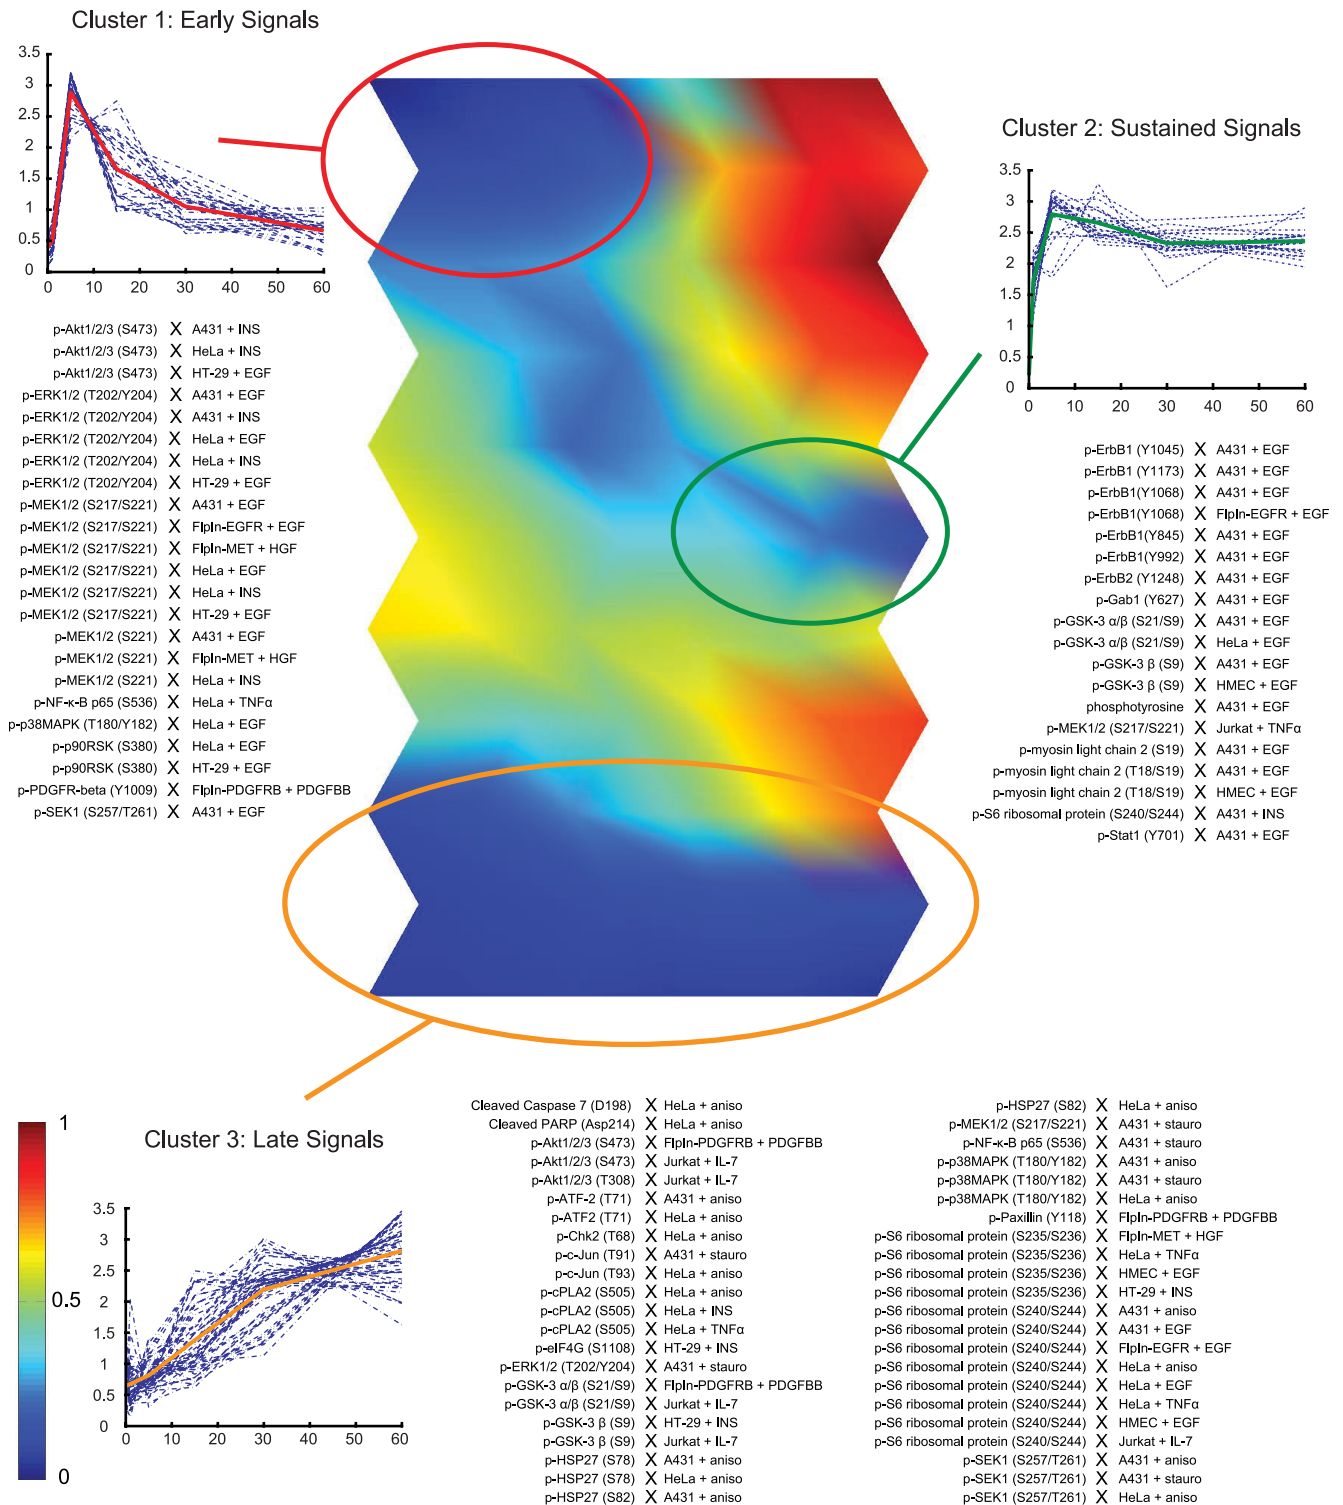 Cluster 1: Early Signals
3.5
3
2.5
2
1.5
1
0.5
0
0 10 20 30 40 50 60
p-Akt1/2/3 (S473) X A431 + INS
p-Akt1/2/3 (S473) X HeLa + INS
p-Akt1/2/3 (S473) X HT-29 + EGF
p-ERK1/2 (T202/Y204) X A431 + EGF
p-ERK1/2 (T202/Y204) X A431 + INS
p-ERK1/2 (T202/Y204) X HeLa + EGF
p-ERK1/2 (T202/Y204) X HeLa + INS
p-ERK1/2 (T202/Y204) X HT-29 + EGF
p-MEK1/2 (S217/S221) X A431 + EGF
p-MEK1/2 (S217/S221) X FlpIn-EGFR + EGF
p-MEK1/2 (S217/S221) X FlpIn-MET + HGF
p-MEK1/2 (S217/S221) X HeLa + EGF
p-MEK1/2 (S217/S221) X HeLa + INS
p-MEK1/2 (S217/S221) X HT-29 + EGF
p-MEK1/2 (S221) X A431 + EGF
p-MEK1/2 (S221) X FlpIn-MET + HGF
p-MEK1/2 (S221) X HeLa + INS
p-NF-κ-B p65 (S536) X HeLa + TNFα
p-p38MAPK (T180/Y182) X HeLa + EGF
p-p90RSK (S380) X HeLa + EGF
p-p90RSK (S380) X HT-29 + EGF
p-PDGFR-beta (Y1009) X FlpIn-PDGFRB + PDGFBB
p-SEK1 (S257/T261) X A431 + EGF
Cluster 2: Sustained Signals
3.5
3
2.5
2
1.5
1
0.5
0
0 10 20 30 40 50 60
p-ErbB1 (Y1045) X A431 + EGF
p-ErbB1 (Y1173) X A431 + EGF
p-ErbB1(Y1068) X A431 + EGF
p-ErbB1(Y1068) X FlpIn-EGFR + EGF
p-ErbB1(Y845) X A431 + EGF
p-ErbB1(Y992) X A431 + EGF
p-ErbB2 (Y1248) X A431 + EGF
p-Gab1 (Y627) X A431 + EGF
p-GSK-3 α/β (S21/S9) X A431 + EGF
p-GSK-3 α/β (S21/S9) X HeLa + EGF
p-GSK-3 β (S9) X A431 + EGF
p-GSK-3 β (S9) X HMEC + EGF
phosphotyrosine X A431 + EGF
p-MEK1/2 (S217/S221) X Jurkat + TNFα
p-myosin light chain 2 (S19) X A431 + EGF
p-myosin light chain 2 (T18/S19) X A431 + EGF
p-myosin light chain 2 (T18/S19) X HMEC + EGF
p-S6 ribosomal protein (S240/S244) X A431 + INS
p-Stat1 (Y701) X A431 + EGF
1
0.5
0
Cluster 3: Late Signals
3.5
3
2.5
2
1.5
1
0.5
0
0 10 20 30 40 50 60
Cleaved Caspase 7 (D198) X HeLa + aniso
Cleaved PARP (Asp214) X HeLa + aniso
p-Akt1/2/3 (S473) X FlpIn-PDGFRB + PDGFBB
p-Akt1/2/3 (S473) X Jurkat + IL-7
p-Akt1/2/3 (T308) X Jurkat + IL-7
p-ATF-2 (T71) X A431 + aniso
p-ATF2 (T71) X HeLa + aniso
p-Chk2 (T68) X HeLa + aniso
p-c-Jun (T91) X A431 + stauro
p-c-Jun (T93) X HeLa + aniso
p-cPLA2 (S505) X HeLa + aniso
p-cPLA2 (S505) X HeLa + INS
p-cPLA2 (S505) X HeLa + TNFα
p-eIF4G (S1108) X HT-29 + INS
p-ERK1/2 (T202/Y204) X A431 + stauro
p-GSK-3 α/β (S21/S9) X FlpIn-PDGFRB + PDGFBB
p-GSK-3 α/β (S21/S9) X Jurkat + IL-7
p-GSK-3 β (S9) X HT-29 + INS
p-GSK-3 β (S9) X Jurkat + IL-7
p-HSP27 (S78) X A431 + aniso
p-HSP27 (S78) X HeLa + aniso
p-HSP27 (S82) X A431 + aniso
p-HSP27 (S82) X HeLa + aniso
p-MEK1/2 (S217/S221) X A431 + stauro
p-NF-κ-B p65 (S536) X A431 + stauro
p-p38MAPK (T180/Y182) X A431 + aniso
p-p38MAPK (T180/Y182) X A431 + stauro
p-p38MAPK (T180/Y182) X HeLa + aniso
p-Paxillin (Y118) X FlpIn-PDGFRB + PDGFBB
p-S6 ribosomal protein (S235/S236) X FlpIn-MET + HGF
p-S6 ribosomal protein (S235/S236) X HeLa + TNFα
p-S6 ribosomal protein (S235/S236) X HMEC + EGF
p-S6 ribosomal protein (S235/S236) X HT-29 + INS
p-S6 ribosomal protein (S240/S244) X A431 + aniso
p-S6 ribosomal protein (S240/S244) X A431 + EGF
p-S6 ribosomal protein (S240/S244) X FlpIn-EGFR + EGF
p-S6 ribosomal protein (S240/S244) X HeLa + aniso
p-S6 ribosomal protein (S240/S244) X HeLa + EGF
p-S6 ribosomal protein (S240/S244) X HeLa + TNFα
p-S6 ribosomal protein (S240/S244) X HMEC + EGF
p-S6 ribosomal protein (S240/S244) X Jurkat + IL-7
p-SEK1 (S257/T261) X A431 + aniso
p-SEK1 (S257/T261) X A431 + stauro
p-SEK1 (S257/T261) X HeLa + aniso